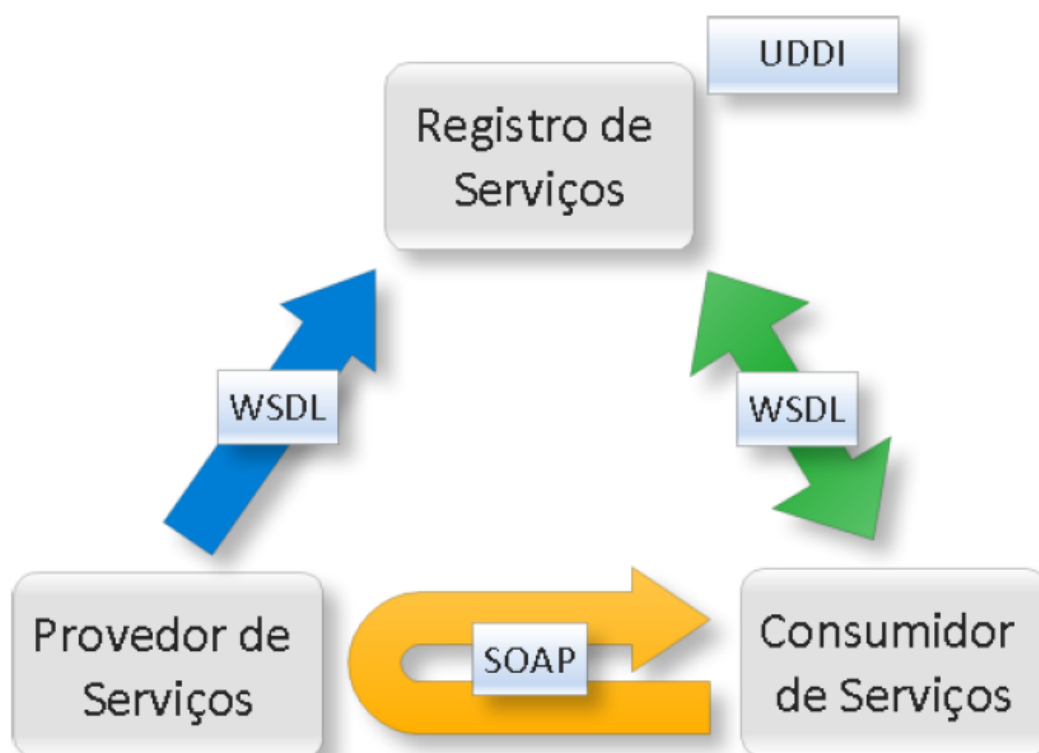 UDDI
Registro de
Serviços
WSDL
WSDL
Provedor de
Serviços
SOAP
Consumidor
de Serviços